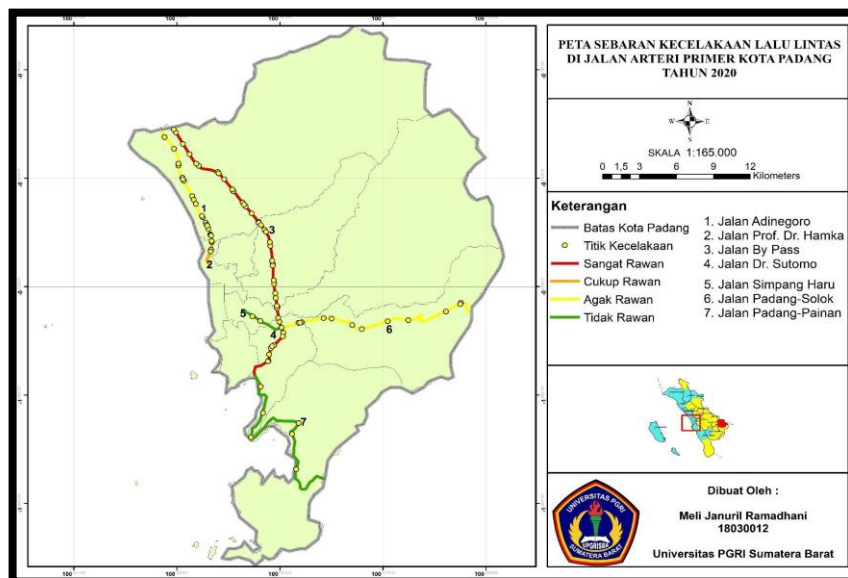 PETA SEBARAN KECELAKAAN LALU LINTAS
DI JALAN ARTERI PRIMER KOTA PADANG
TAHUN 2020
N
W E
S
SKALA 1:165.000
0 1,5 3 6 9 12
Kilometers
Keterangan
Batas Kota Padang
Titik Kecelakaan
Sangat Rawan
Cukup Rawan
Agak Rawan
Tidak Rawan
1. Jalan Adinegoro
2. Jalan Prof. Dr. Hamka
3. Jalan By Pass
4. Jalan Dr. Sutomo
5. Jalan Simpang Haru
6. Jalan Padang-Solok
7. Jalan Padang-Painan
1
2
3
4
5
6
7
UNIVERSITAS PGRI
UPGRISBA
SUMATERA BARAT
Dibuat Oleh :
Meli Januril Ramadhani
18030012
Universitas PGRI Sumatera Barat